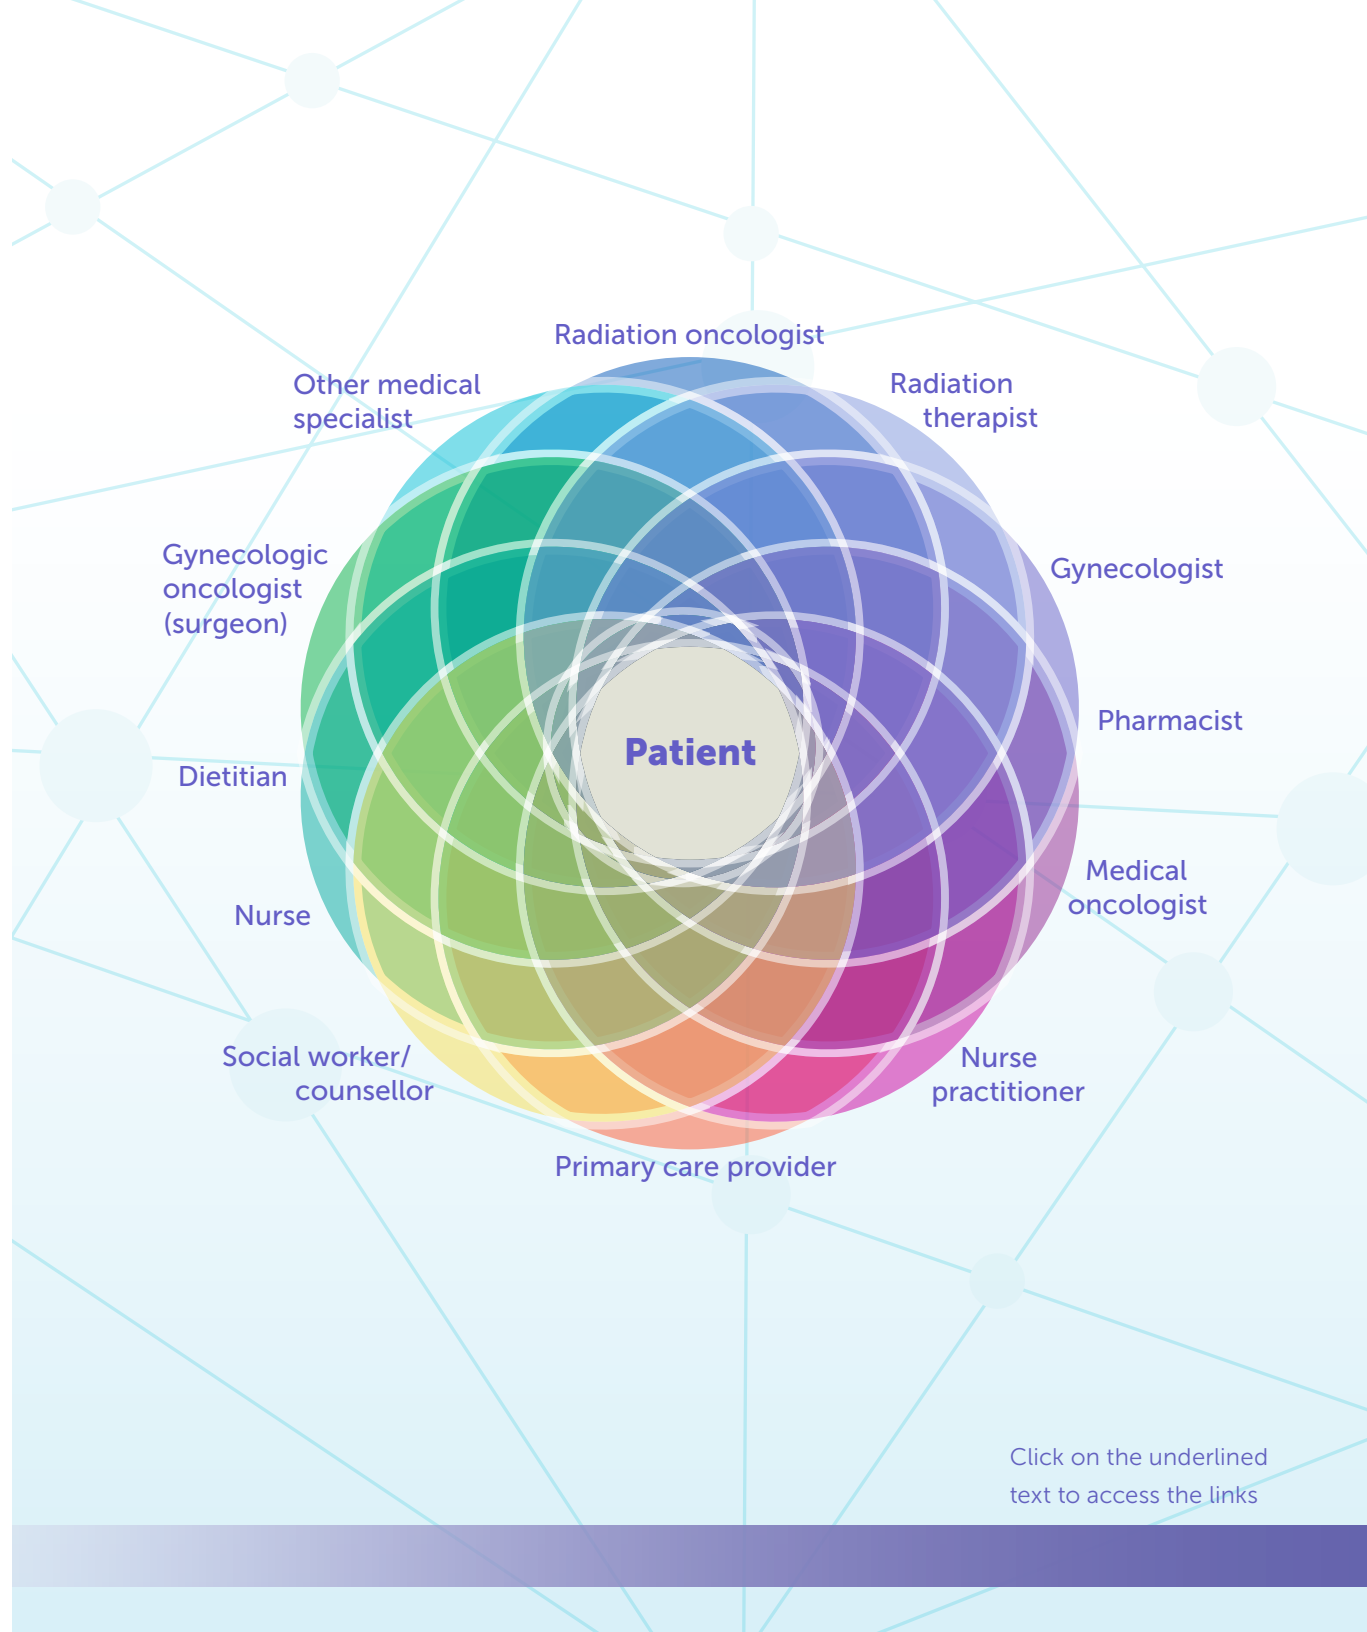 Radiation oncologist
Other medical
specialist
Radiation
therapist
Gynecologic
oncologist
(surgeon)
Gynecologist
Pharmacist
Patient
Dietitian
Medical
oncologist
Nurse
Social worker/
counsellor
Nurse
practitioner
Primary care provider
Click on the underlined
text to access the links